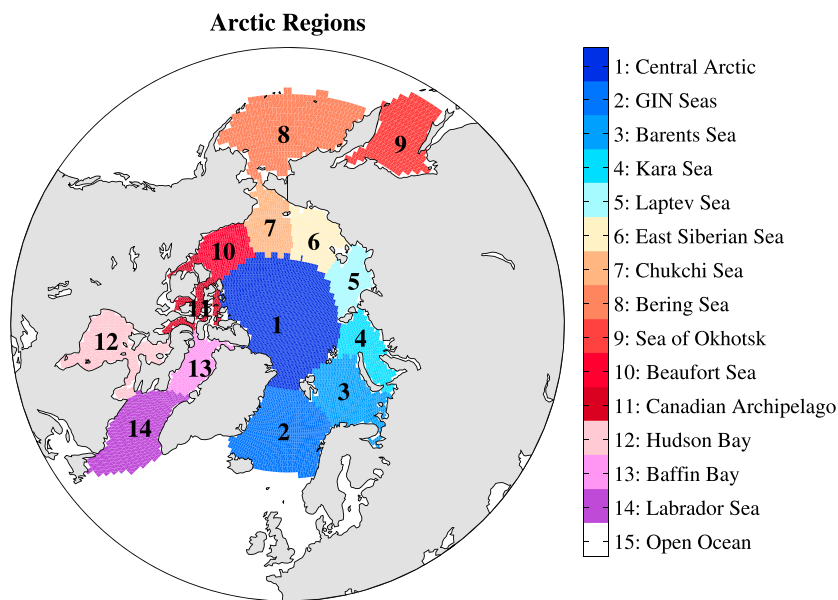 Arctic Regions
8
9
7
6
10
5
11
1
12
4
13
3
14
2
1: Central Arctic
2: GIN Seas
3: Barents Sea
4: Kara Sea
5: Laptev Sea
6: East Siberian Sea
7: Chukchi Sea
8: Bering Sea
9: Sea of Okhotsk
10: Beaufort Sea
11: Canadian Archipelago
12: Hudson Bay
13: Baffin Bay
14: Labrador Sea
15: Open Ocean